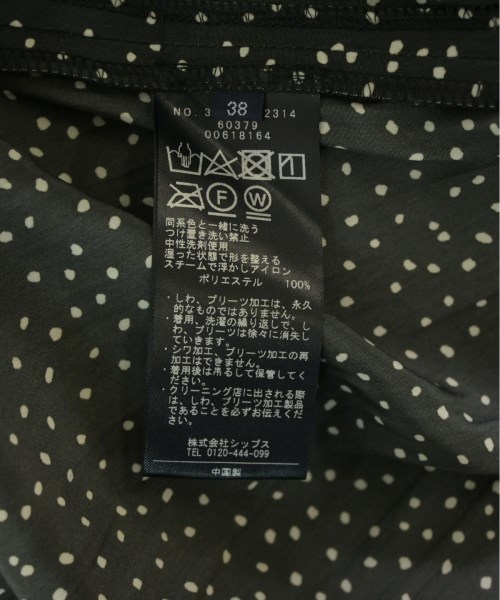 NO. 3 38 2314
60379
00618164
F W
同系色と一緒に洗う
つけ置き洗い禁止
中性洗剤使用
湿った状態で形を整える
スチームで浮かしアイロン
ポリエステル 100%
・しわ、プリーツ加工は、永久
的なものではありません。
・着用、洗濯の繰り返しで、し
わ、プリーツは徐々に消失し
ていきます。
・シワ加工、プリーツ加工の再
加工はできません。
・着用後は吊るして保管してく
ださい。
・クリーニング店に出される際
は、しわ、プリーツ加工製品
であることを必ずお伝えくだ
さい。
株式会社シップス
TEL 0120-444-099
中国製